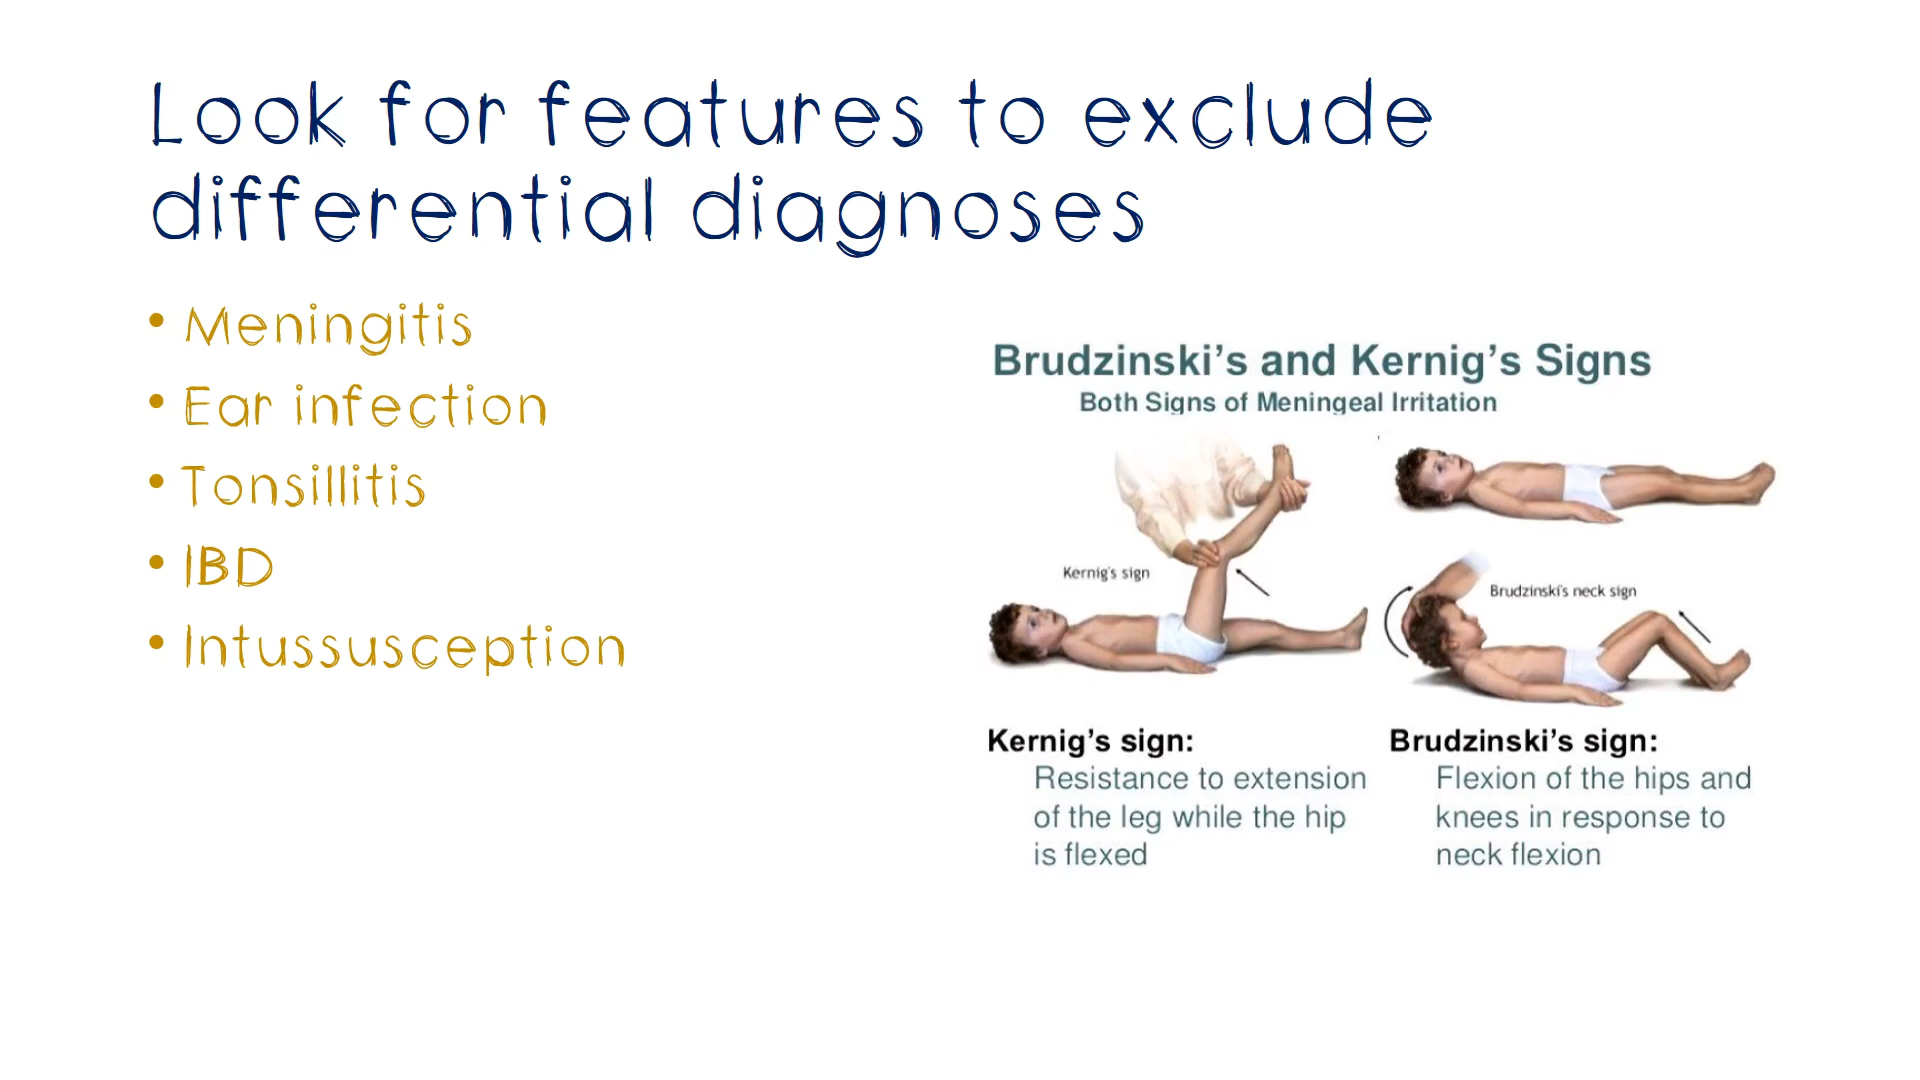 Look for features to exclude
differential diagnoses
• Meningitis
• Ear infection
• Tonsillitis
• IBD
• Intussusception
Brudzinski’s and Kernig’s Signs
Both Signs of Meningeal Irritation
Kernig's sign
Brudzinski's neck sign
Kernig’s sign:
Resistance to extension
of the leg while the hip
is flexed
Brudzinski’s sign:
Flexion of the hips and
knees in response to
neck flexion